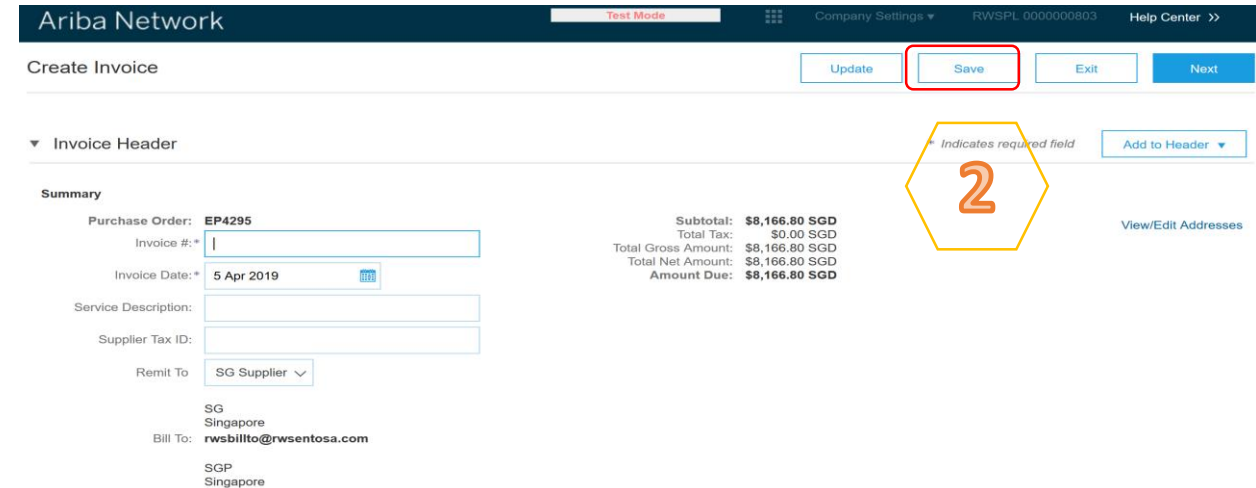 Ariba Network
Test Mode
Company Settings ▾
RWSPL 0000000803
Help Center >>
Create Invoice
Update
Save
Exit
Next
▾ Invoice Header
* Indicates required field
Add to Header ▾
2
Summary
Purchase Order: EP4295
Invoice #:*
Invoice Date:* 5 Apr 2019
Service Description:
Supplier Tax ID:
Remit To SG Supplier
SG
Singapore
Bill To: rwsbillto@rwsentosa.com
SGP
Singapore
Subtotal: $8,166.80 SGD
Total Tax: $0.00 SGD
Total Gross Amount: $8,166.80 SGD
Total Net Amount: $8,166.80 SGD
Amount Due: $8,166.80 SGD
View/Edit Addresses